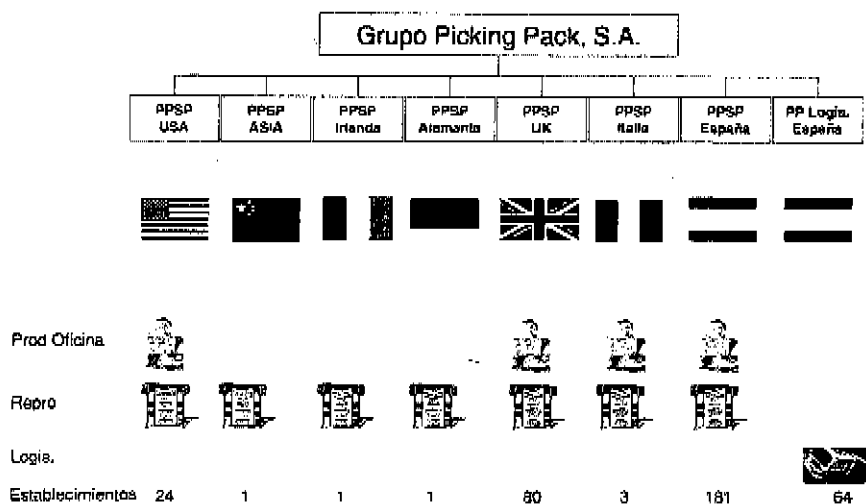 Grupo Picking Pack, S.A.
PPSP USA
PPSP ASIA
PPSP Irlanda
PPSP Alemania
PPSP UK
PPSP Italia
PPSP España
PP Logis. España
Prod Oficina
Repro
Logis.
Establecimientos 24 1 1 1 80 3 181 64